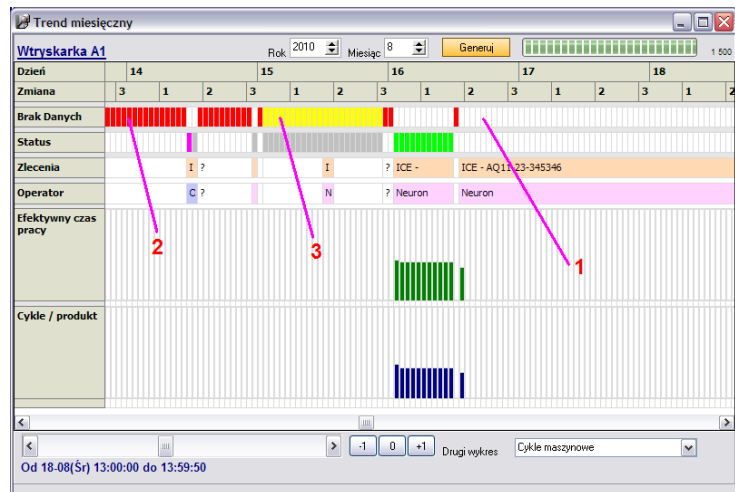 Trend miesięczny
Wtryskarka A1 Rok 2010 Miesiąc 8 Generuj 1 500
Dzień 14 15 16 17 18
Zmiana 3 1 2 3 1 2 3 1 2 3 1 2 3 1 2
Brak Danych
Status
Zlecenia I ? I ? ICE - ICE - AQ11-23-345346
Operator C ? N ? Neuron Neuron
Efektywny czas
pracy
2 3 1
Cykle / produkt
-1 0 +1 Drugi wykres Cykle maszynowe
Od 18-08(Śr) 13:00:00 do 13:59:50